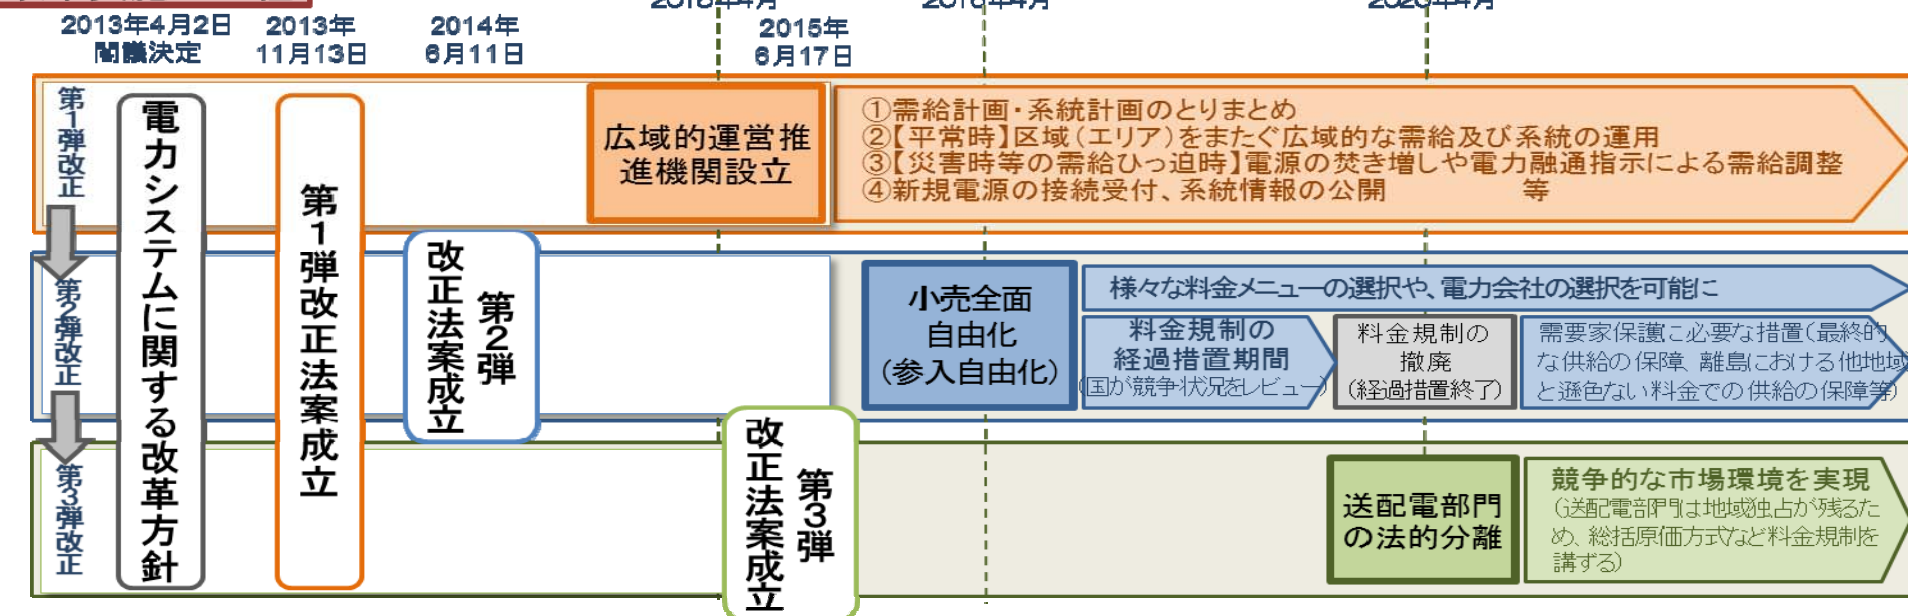 2013年4月2日
閣議決定
2013年
11月13日
2014年
6月11日
2015年
6月17日
第1弾改正
電力システムに関する改革方針
第1弾改正法案成立
広域的運営推
進機関設立
①需給計画・系統計画のとりまとめ
②【平常時】区域(エリア)をまたぐ広域的な需給及び系統の運用
③【災害時等の需給ひっ迫時】電源の焚き増しや電力融通指示による需給調整
④新規電源の接続受付、系統情報の公開 等
第2弾改正
第2弾
改正法案成立
小売全面
自由化
(参入自由化)
様々な料金メニューの選択や、電力会社の選択を可能に
料金規制の
経過措置期間
(国が競争状況をレビュー)
料金規制の
撤廃
(経過措置終了)
需要家保護に必要な措置(最終的
な供給の保障、離島における他地域
と遜色ない料金での供給の保障等)
第3弾改正
第3弾
改正法案成立
送配電部門
の法的分離
競争的な市場環境を実現
(送配電部門は地域独占が残るた
め、総括原価方式など料金規制を
講ずる)